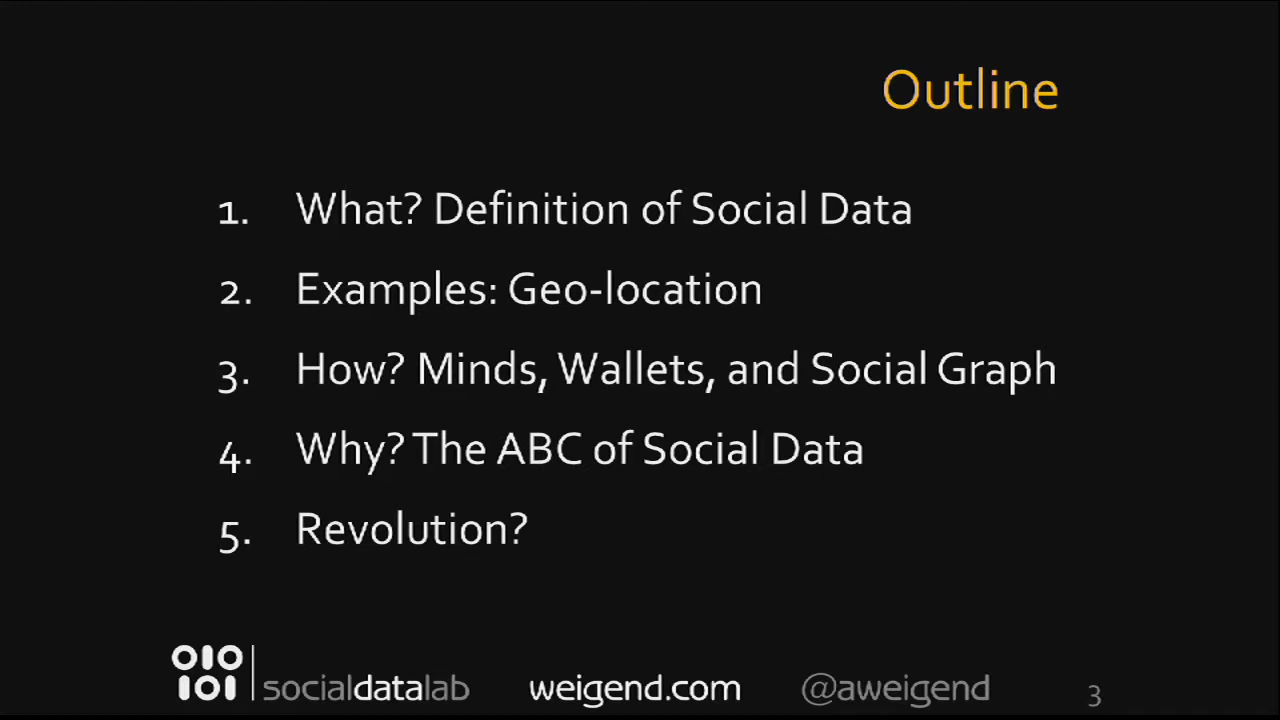 Outline
1. What? Definition of Social Data
2. Examples: Geo-location
3. How? Minds, Wallets, and Social Graph
4. Why? The ABC of Social Data
5. Revolution?
010
101
socialdatalab weigend.com @aweigend 3